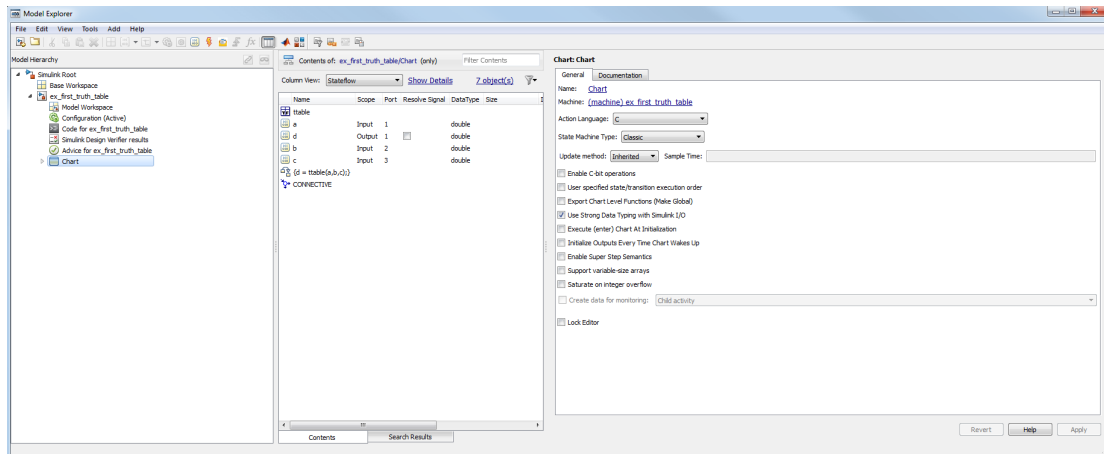 Model Explorer
File Edit View Tools Add Help
Model Hierarchy
Simulink Root
Base Workspace
ex_first_truth_table
Model Workspace
Configuration (Active)
Code for ex_first_truth_table
Simulink Design Verifier results
Advice for ex_first_truth_table
Chart
Contents of: ex_first_truth_table/Chart (only) Filter Contents
Column View: Stateflow Show Details 7 object(s)
Name Scope Port Resolve Signal DataType Size
ttable
a Input 1 double
d Output 1 double
b Input 2 double
c Input 3 double
{d = ttable(a,b,c);}
CONNECTIVE
Contents Search Results
Chart: Chart
General Documentation
Name: Chart
Machine: (machine) ex_first_truth_table
Action Language: C
State Machine Type: Classic
Update method: Inherited Sample Time:
Enable C-bit operations
User specified state/transition execution order
Export Chart Level Functions (Make Global)
Use Strong Data Typing with Simulink I/O
Execute (enter) Chart At Initialization
Initialize Outputs Every Time Chart Wakes Up
Enable Super Step Semantics
Support variable-size arrays
Saturate on integer overflow
Create data for monitoring: Child activity
Lock Editor
Revert Help Apply